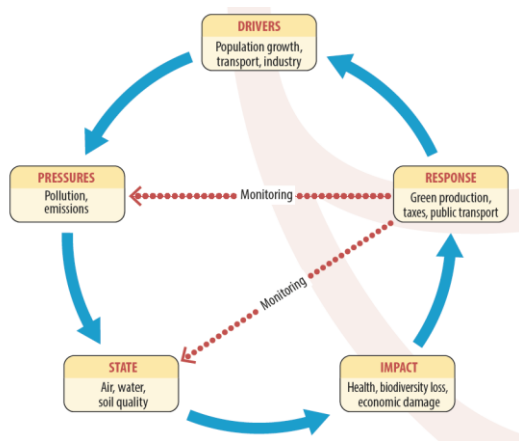 DRIVERS
Population growth,
transport, industry
PRESSURES
Pollution,
emissions
Monitoring
RESPONSE
Green production,
taxes, public transport
Monitoring
STATE
Air, water,
soil quality
IMPACT
Health, biodiversity loss,
economic damage